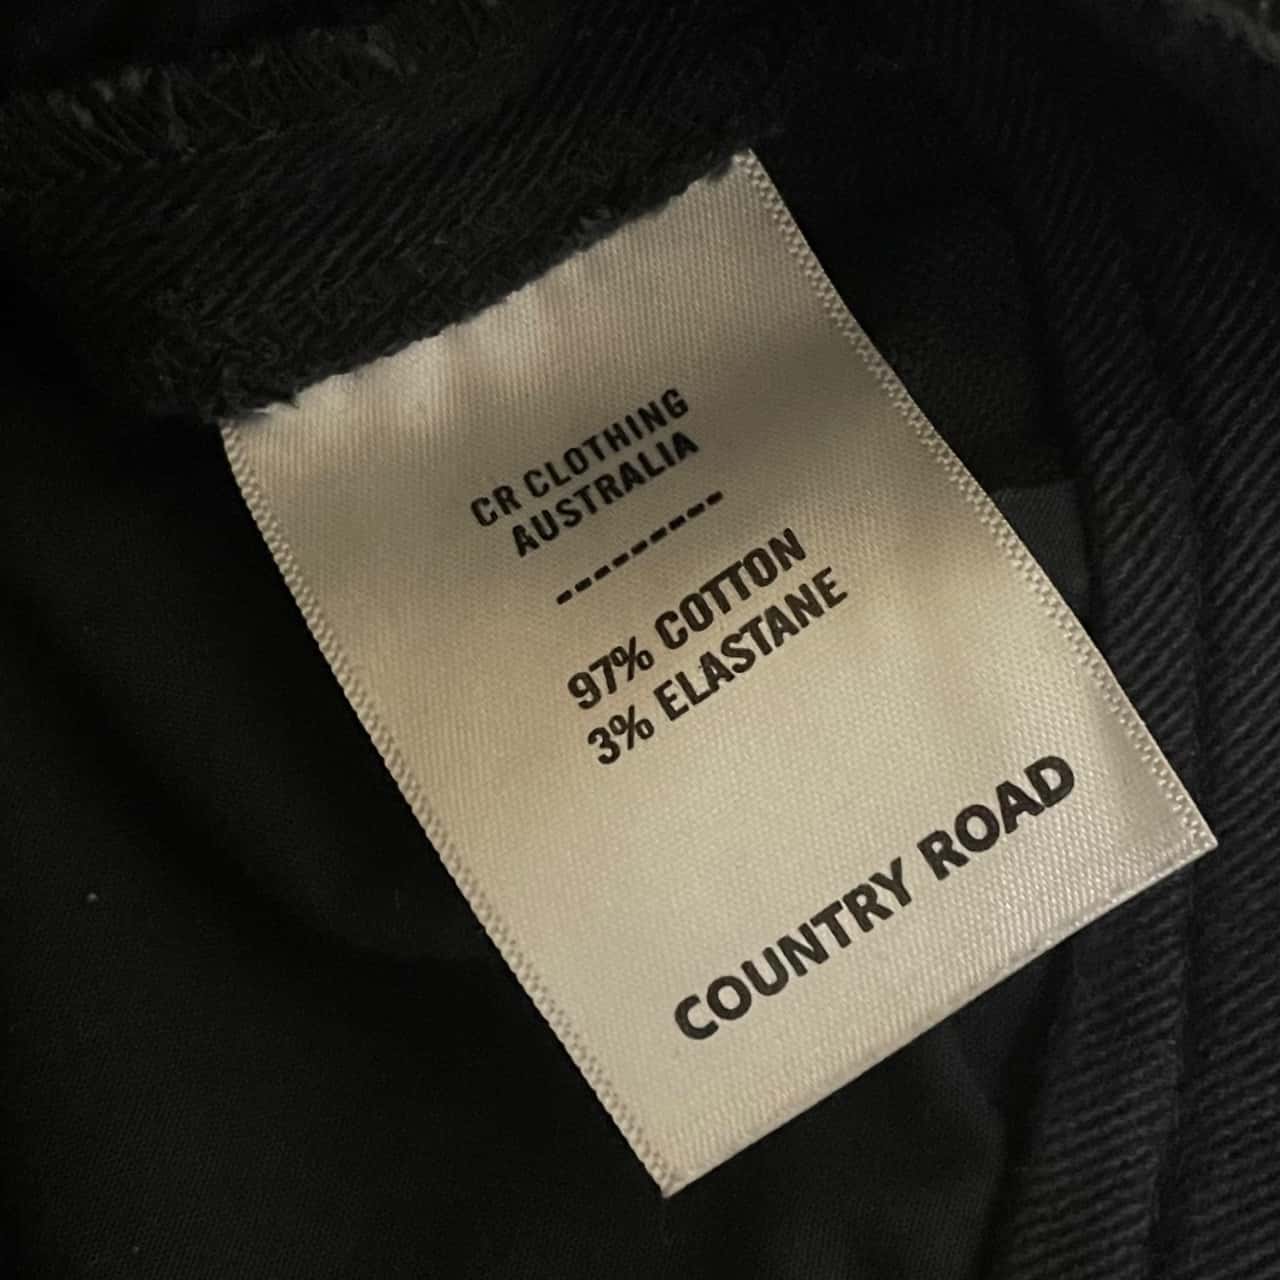 CR CLOTHING
AUSTRALIA
---------
97% COTTON
3% ELASTANE
COUNTRY ROAD